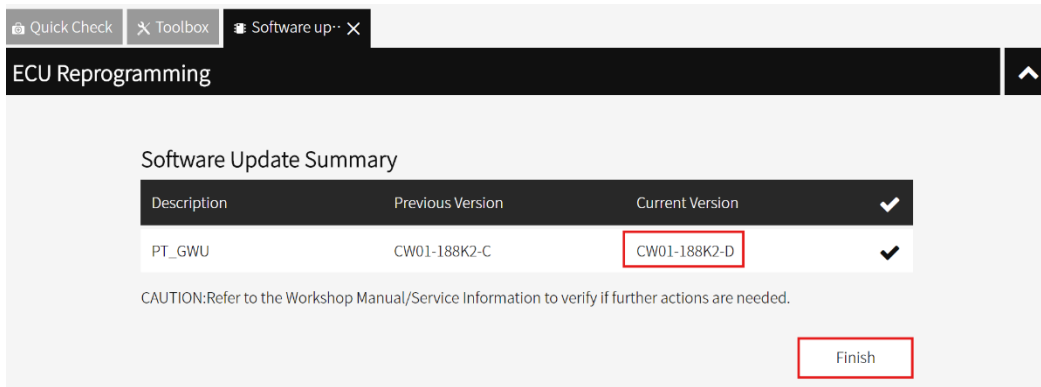 Quick Check Toolbox Software up··
ECU Reprogramming
Software Update Summary
Description Previous Version Current Version
PT_GWU CW01-188K2-C CW01-188K2-D
CAUTION:Refer to the Workshop Manual/Service Information to verify if further actions are needed.
Finish